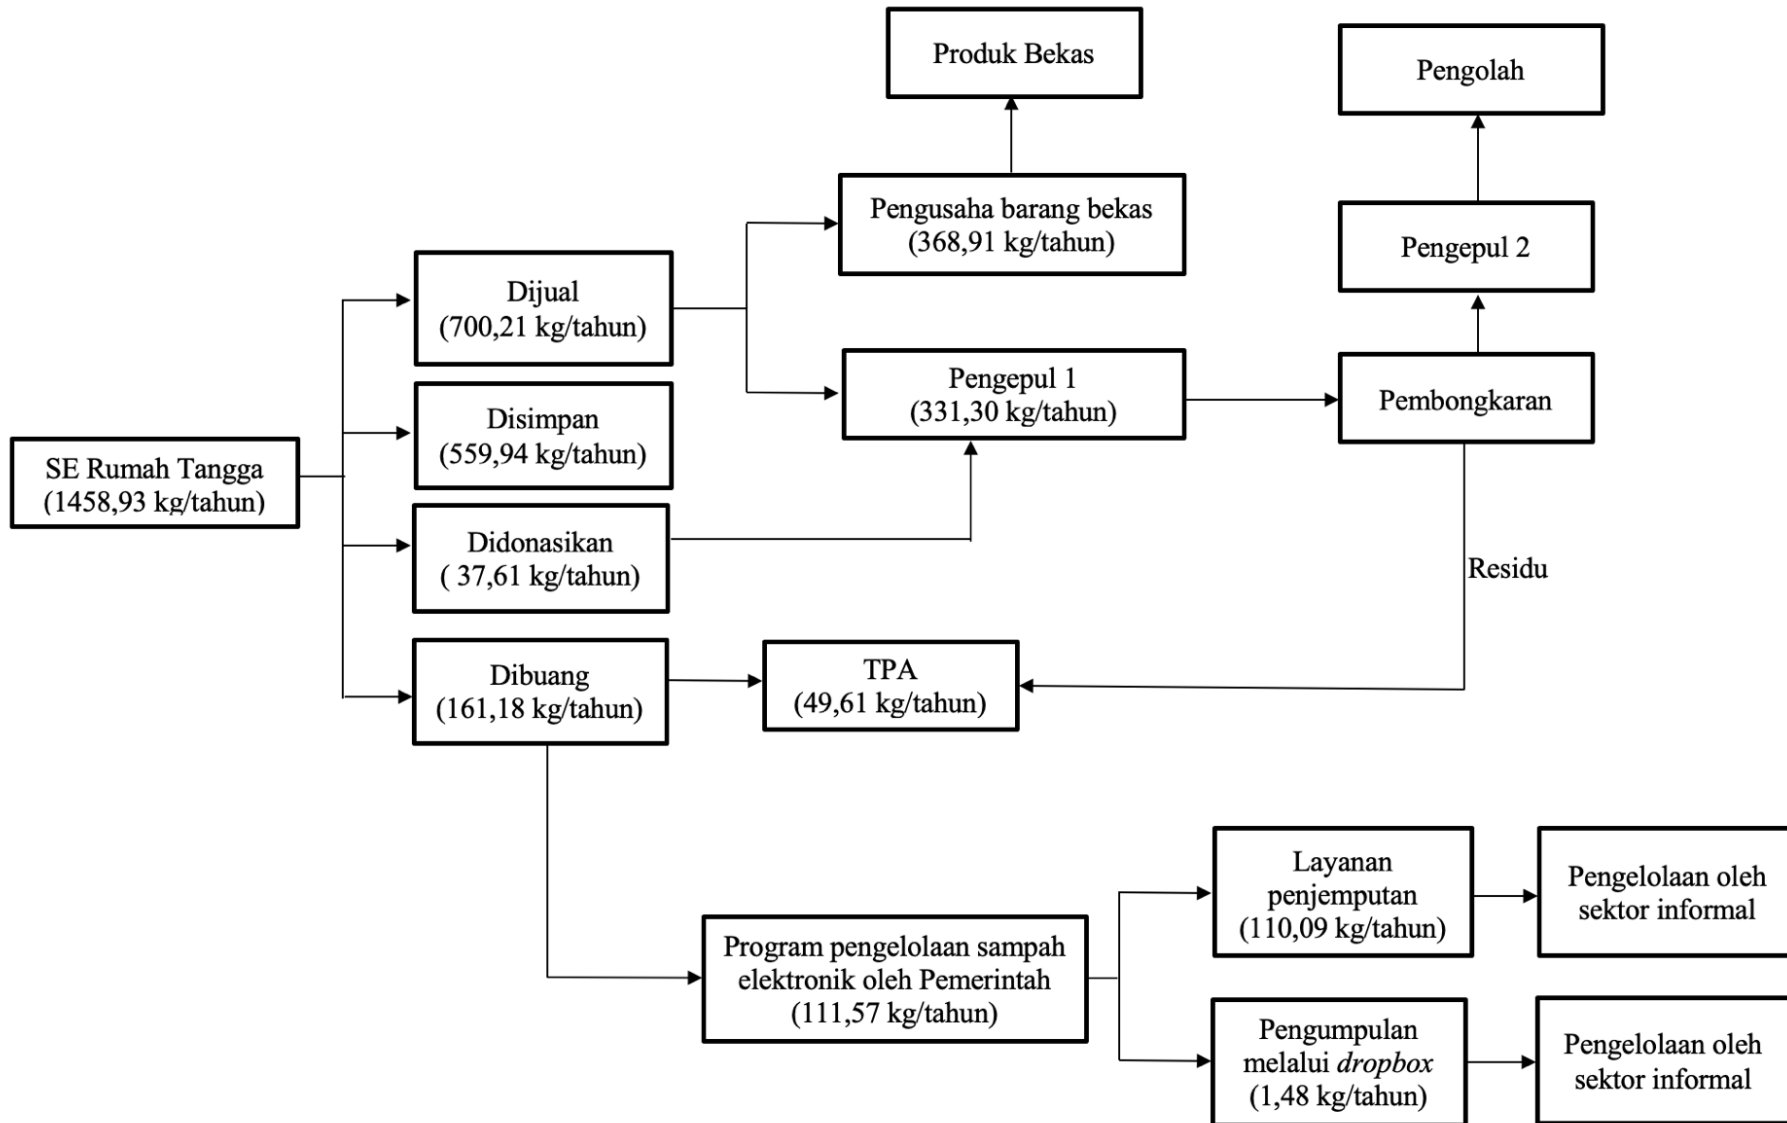 Produk Bekas
Pengolah
Pengusaha barang bekas
(368,91 kg/tahun)
Pengepul 2
Dijual
(700,21 kg/tahun)
Pengepul 1
(331,30 kg/tahun)
Pembongkaran
Disimpan
(559,94 kg/tahun)
SE Rumah Tangga
(1458,93 kg/tahun)
Didonasikan
( 37,61 kg/tahun)
Residu
Dibuang
(161,18 kg/tahun)
TPA
(49,61 kg/tahun)
Layanan
penjemputan
(110,09 kg/tahun)
Pengelolaan oleh
sektor informal
Program pengelolaan sampah
elektronik oleh Pemerintah
(111,57 kg/tahun)
Pengumpulan
melalui dropbox
(1,48 kg/tahun)
Pengelolaan oleh
sektor informal